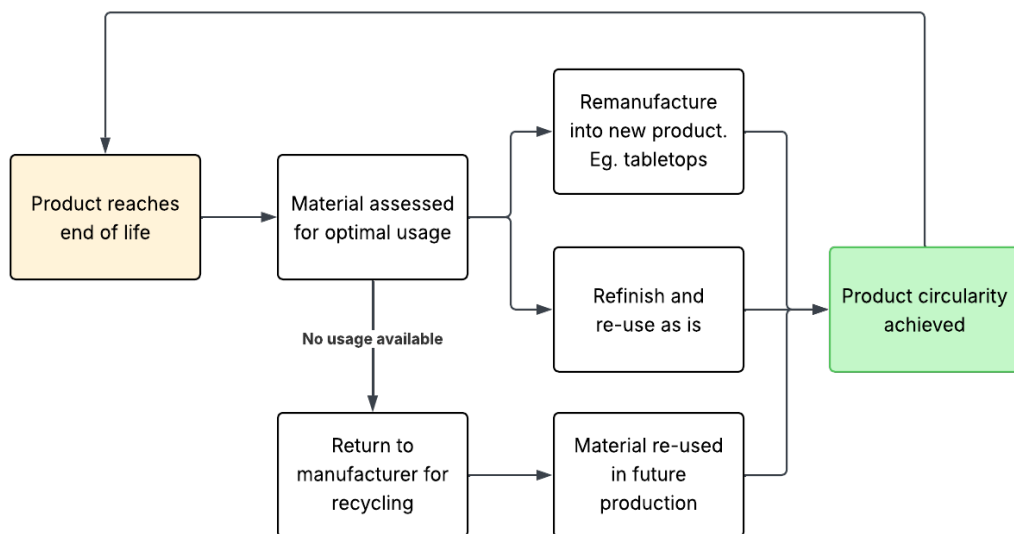 Product reaches
end of life
Material assessed
for optimal usage
Remanufacture
into new product.
Eg. tabletops
Refinish and
re-use as is
Product circularity
achieved
No usage available
Return to
manufacturer for
recycling
Material re-used
in future
production